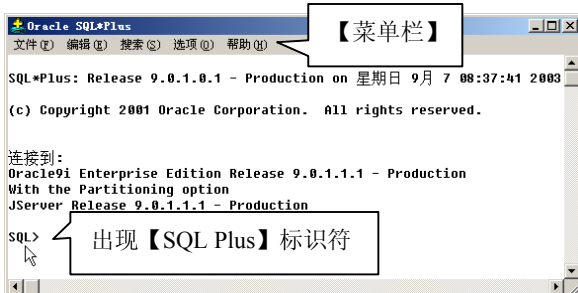 Oracle SQL*Plus
【菜单栏】
文件(F) 编辑(E) 搜索(S) 选项(O) 帮助(H)
SQL*Plus: Release 9.0.1.0.1 - Production on 星期日 9月 7 08:37:41 2003
(c) Copyright 2001 Oracle Corporation.  All rights reserved.
连接到:
Oracle9i Enterprise Edition Release 9.0.1.1.1 - Production
With the Partitioning option
JServer Release 9.0.1.1.1 - Production
SQL>
出现【SQL Plus】标识符